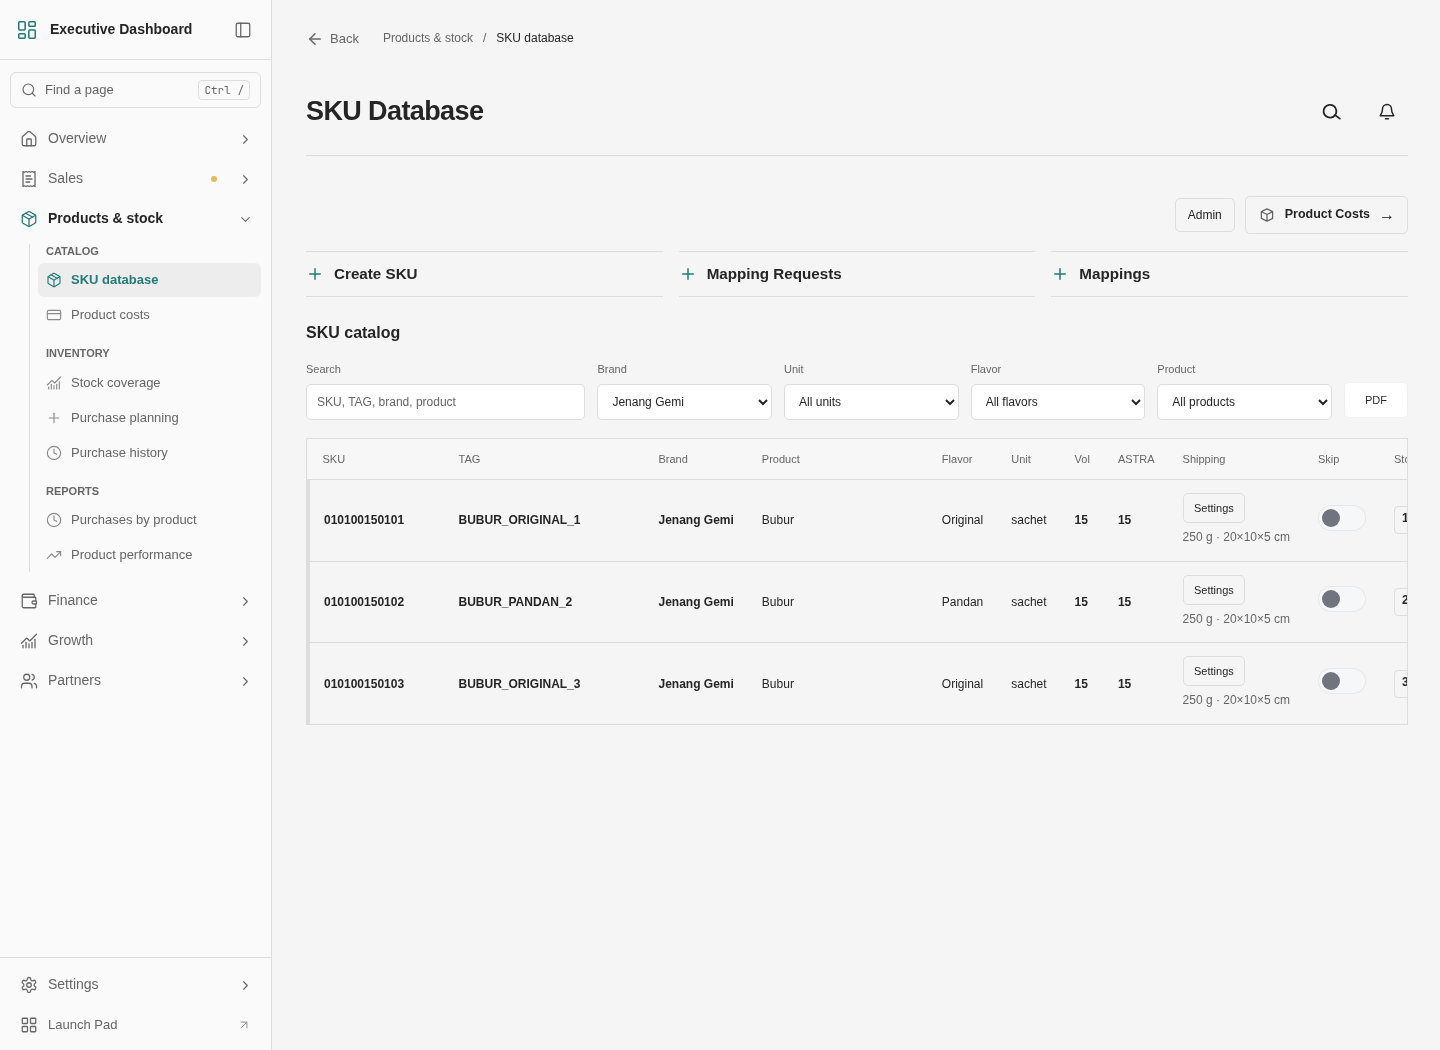 Executive Dashboard
Find a page
Ctrl /
Overview
Sales
Products & stock
CATALOG
SKU database
Product costs
INVENTORY
Stock coverage
Purchase planning
Purchase history
REPORTS
Purchases by product
Product performance
Finance
Growth
Partners
Settings
Launch Pad
Back Products & stock / SKU database
SKU Database
Admin Product Costs →
Create SKU Mapping Requests Mappings
SKU catalog
Search Brand Unit Flavor Product
SKU, TAG, brand, product Jenang Gemi All units All flavors All products PDF
SKU TAG Brand Product Flavor Unit Vol ASTRA Shipping Skip
010100150101 BUBUR_ORIGINAL_1 Jenang Gemi Bubur Original sachet 15 15 Settings 1
250 g · 20×10×5 cm
010100150102 BUBUR_PANDAN_2 Jenang Gemi Bubur Pandan sachet 15 15 Settings 2
250 g · 20×10×5 cm
010100150103 BUBUR_ORIGINAL_3 Jenang Gemi Bubur Original sachet 15 15 Settings 3
250 g · 20×10×5 cm